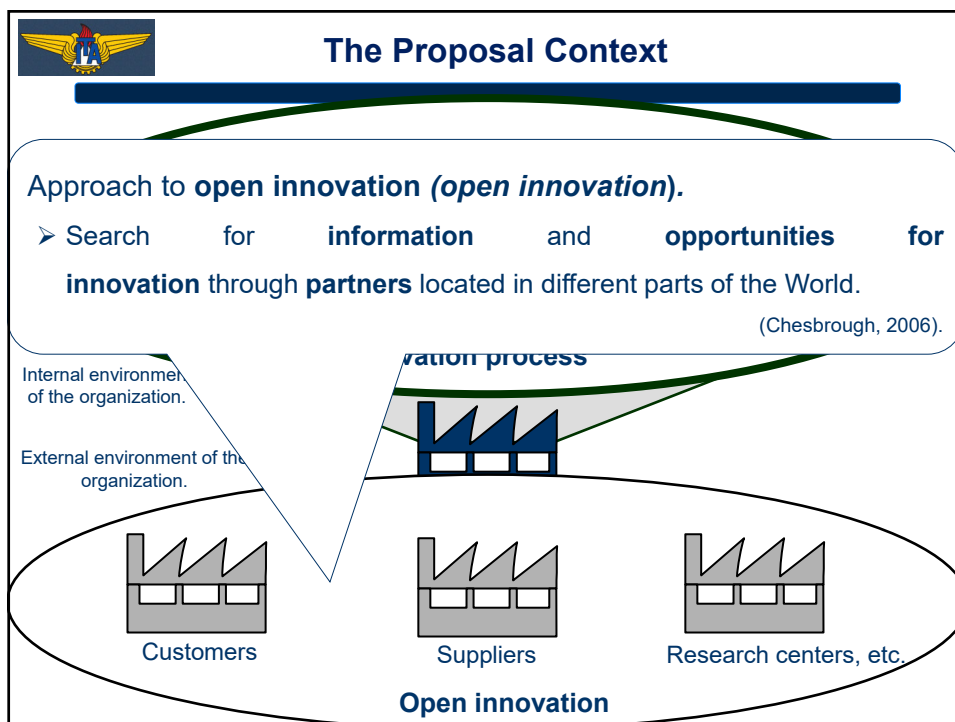 ITA
The Proposal Context
Approach to open innovation (open innovation).
➢ Search for information and opportunities for
innovation through partners located in different parts of the World.
(Chesbrough, 2006).
vation process
Internal environmen
of the organization.
External environment of the
organization.
Customers
Suppliers
Research centers, etc.
Open innovation